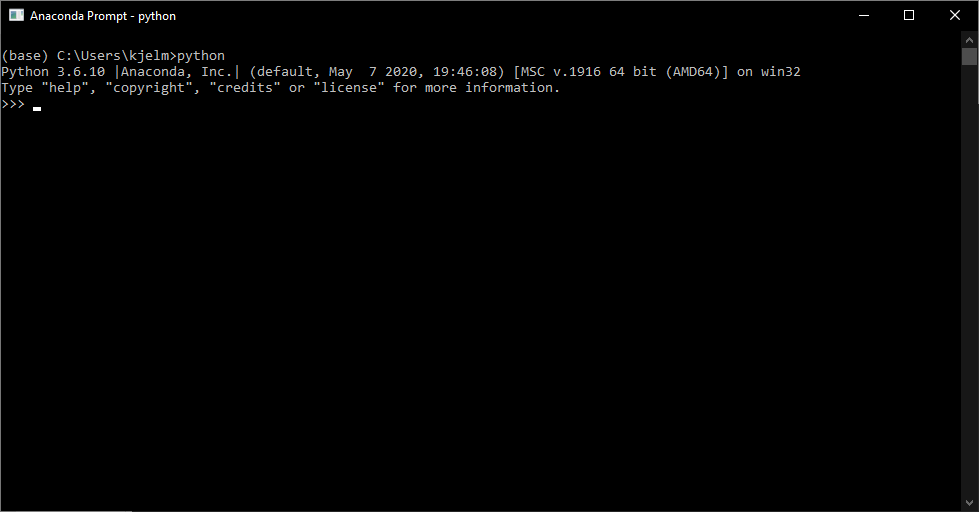 Anaconda Prompt - python
(base) C:\Users\kjelm>python
Python 3.6.10 |Anaconda, Inc.| (default, May  7 2020, 19:46:08) [MSC v.1916 64 bit (AMD64)] on win32
Type "help", "copyright", "credits" or "license" for more information.
>>>